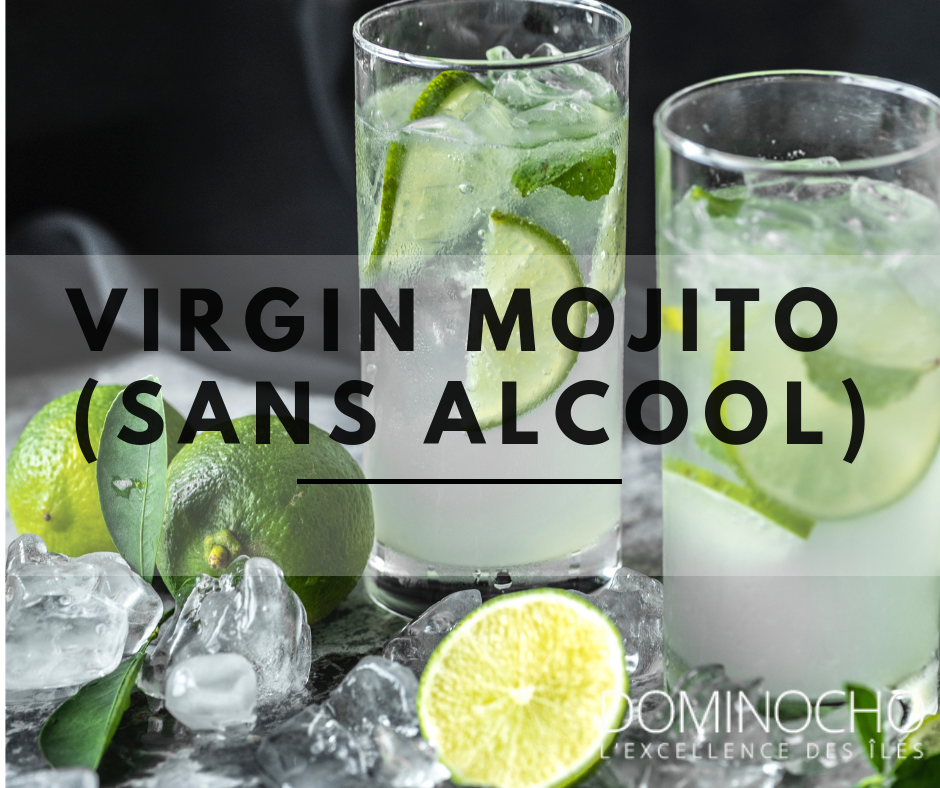 VIRGIN MOJITO
(SANS ALCOOL)
DOMINOCHO
L'EXCELLENCE DES ÎLES